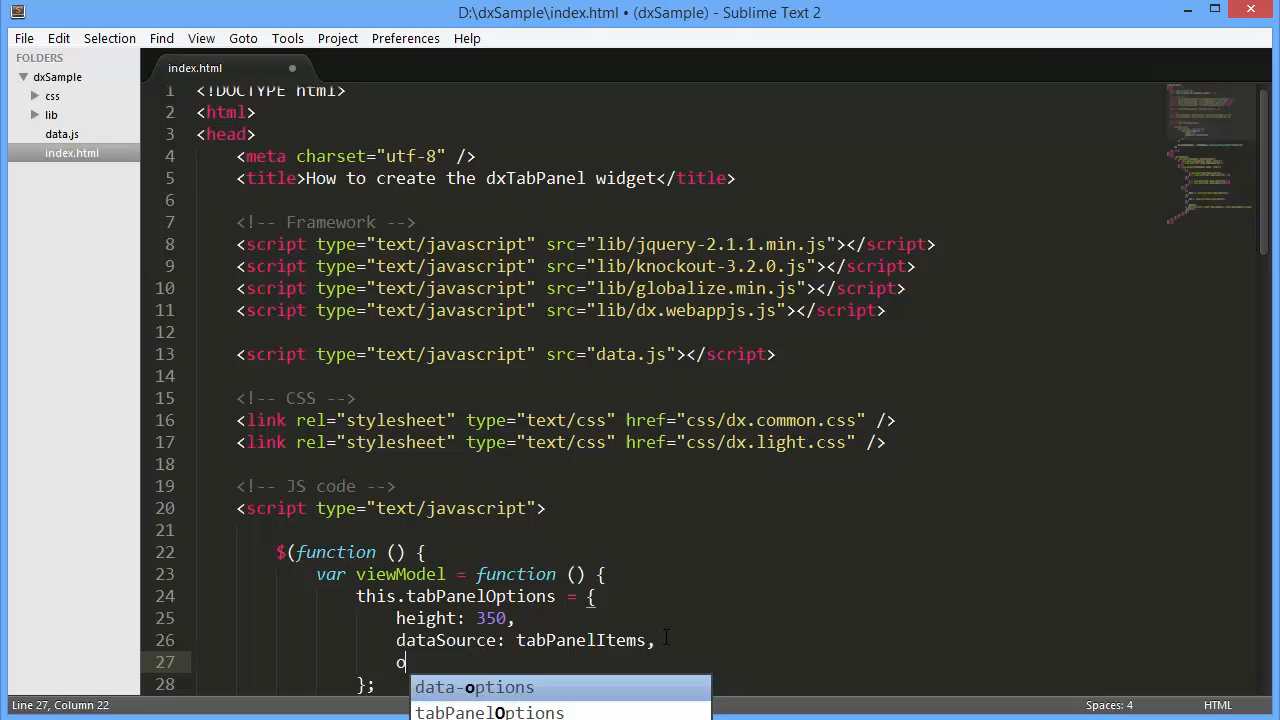 D:\dxSample\index.html • (dxSample) - Sublime Text 2
File Edit Selection Find View Goto Tools Project Preferences Help
FOLDERS
dxSample
css
lib
data.js
index.html
index.html
1 <!DOCTYPE html>
2 <html>
3 <head>
4 <meta charset="utf-8" />
5 <title>How to create the dxTabPanel widget</title>
6
7 <!-- Framework -->
8 <script type="text/javascript" src="lib/jquery-2.1.1.min.js"></script>
9 <script type="text/javascript" src="lib/knockout-3.2.0.js"></script>
10 <script type="text/javascript" src="lib/globalize.min.js"></script>
11 <script type="text/javascript" src="lib/dx.webappjs.js"></script>
12
13 <script type="text/javascript" src="data.js"></script>
14
15 <!-- CSS -->
16 <link rel="stylesheet" type="text/css" href="css/dx.common.css" />
17 <link rel="stylesheet" type="text/css" href="css/dx.light.css" />
18
19 <!-- JS code -->
20 <script type="text/javascript">
21
22 $(function () {
23 var viewModel = function () {
24 this.tabPanelOptions = {
25 height: 350,
26 dataSource: tabPanelItems,
27 o
28 };
data-options
tabPanelOptions
Line 27, Column 22
Spaces: 4
HTML